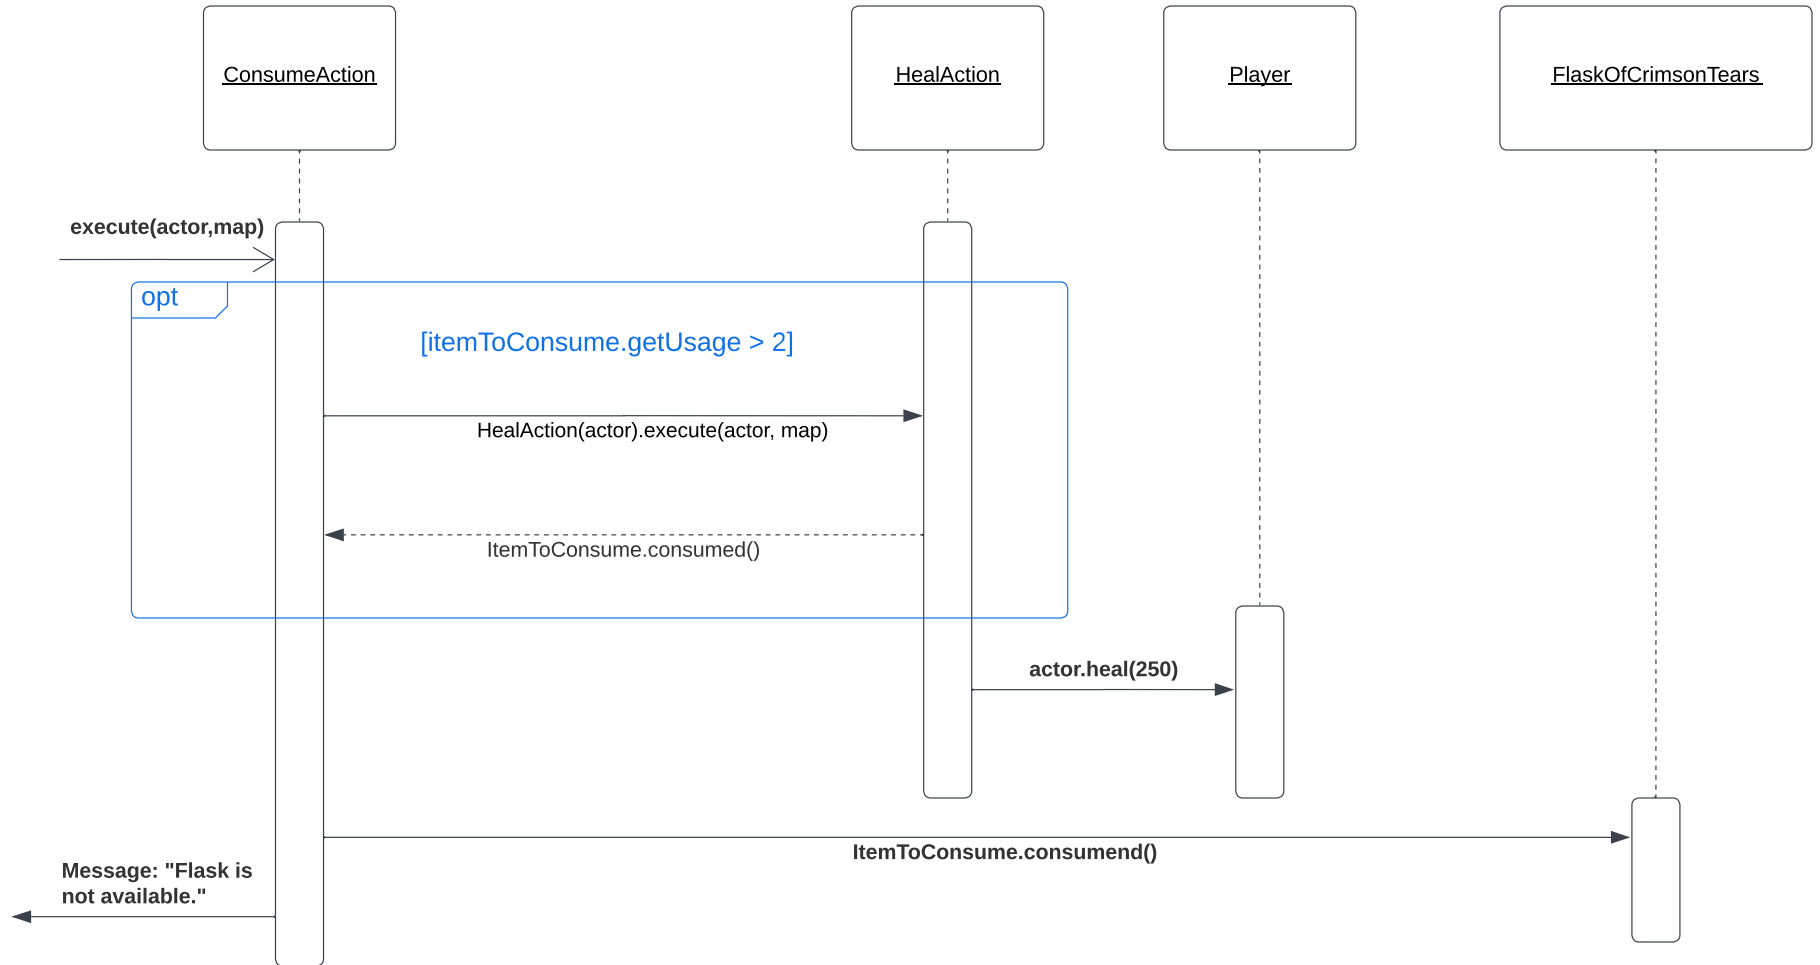 ConsumeAction
HealAction
Player
FlaskOfCrimsonTears
execute(actor,map)
opt
[itemToConsume.getUsage > 2]
HealAction(actor).execute(actor, map)
ItemToConsume.consumed()
actor.heal(250)
ItemToConsume.consumend()
Message: "Flask is
not available."